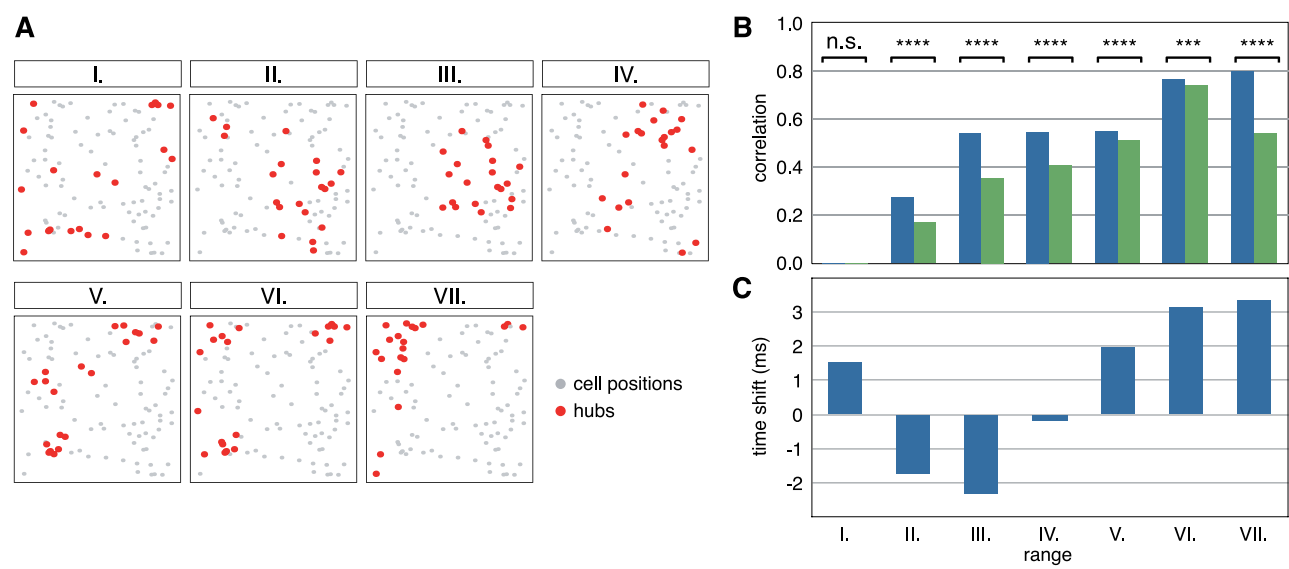 A
I. II. III. IV.
V. VI. VII.
cell positions
hubs
B
1.0
0.8
0.6
0.4
0.2
0.0
correlation
n.s. **** **** **** **** *** ****
C
3
2
1
0
-1
-2
time shift (ms)
I. II. III. IV. V. VI. VII.
range